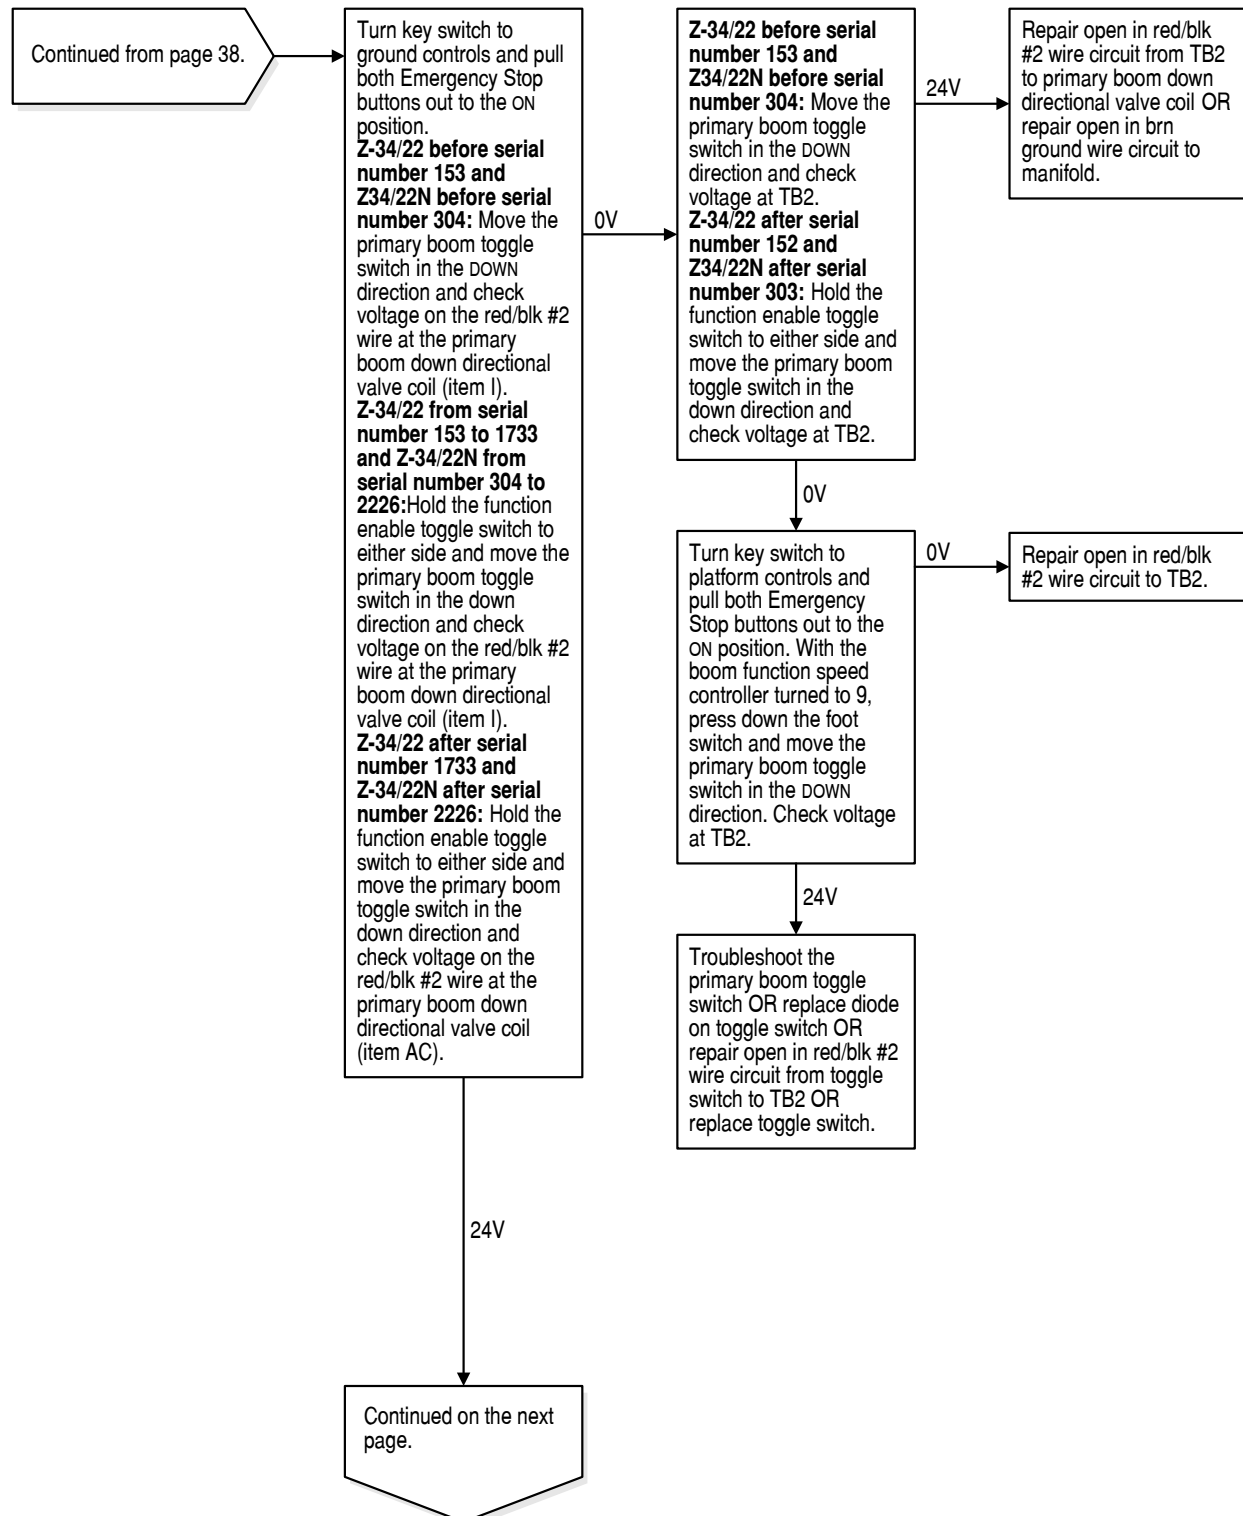 Continued from page 38.
Turn key switch to
ground controls and pull
both Emergency Stop
buttons out to the ON
position.
Z-34/22 before serial
number 153 and
Z34/22N before serial
number 304: Move the
primary boom toggle
switch in the DOWN
direction and check
voltage on the red/blk #2
wire at the primary
boom down directional
valve coil (item I).
Z-34/22 from serial
number 153 to 1733
and Z-34/22N from
serial number 304 to
2226:Hold the function
enable toggle switch to
either side and move the
primary boom toggle
switch in the down
direction and check
voltage on the red/blk #2
wire at the primary
boom down directional
valve coil (item I).
Z-34/22 after serial
number 1733 and
Z-34/22N after serial
number 2226: Hold the
function enable toggle
switch to either side and
move the primary boom
toggle switch in the
down direction and
check voltage on the
red/blk #2 wire at the
primary boom down
directional valve coil
(item AC).
0V
Z-34/22 before serial
number 153 and
Z34/22N before serial
number 304: Move the
primary boom toggle
switch in the DOWN
direction and check
voltage at TB2.
Z-34/22 after serial
number 152 and
Z34/22N after serial
number 303: Hold the
function enable toggle
switch to either side and
move the primary boom
toggle switch in the
down direction and
check voltage at TB2.
24V
Repair open in red/blk
#2 wire circuit from TB2
to primary boom down
directional valve coil OR
repair open in brn
ground wire circuit to
manifold.
0V
Turn key switch to
platform controls and
pull both Emergency
Stop buttons out to the
ON position. With the
boom function speed
controller turned to 9,
press down the foot
switch and move the
primary boom toggle
switch in the DOWN
direction. Check voltage
at TB2.
0V
Repair open in red/blk
#2 wire circuit to TB2.
24V
Troubleshoot the
primary boom toggle
switch OR replace diode
on toggle switch OR
repair open in red/blk #2
wire circuit from toggle
switch to TB2 OR
replace toggle switch.
24V
Continued on the next
page.